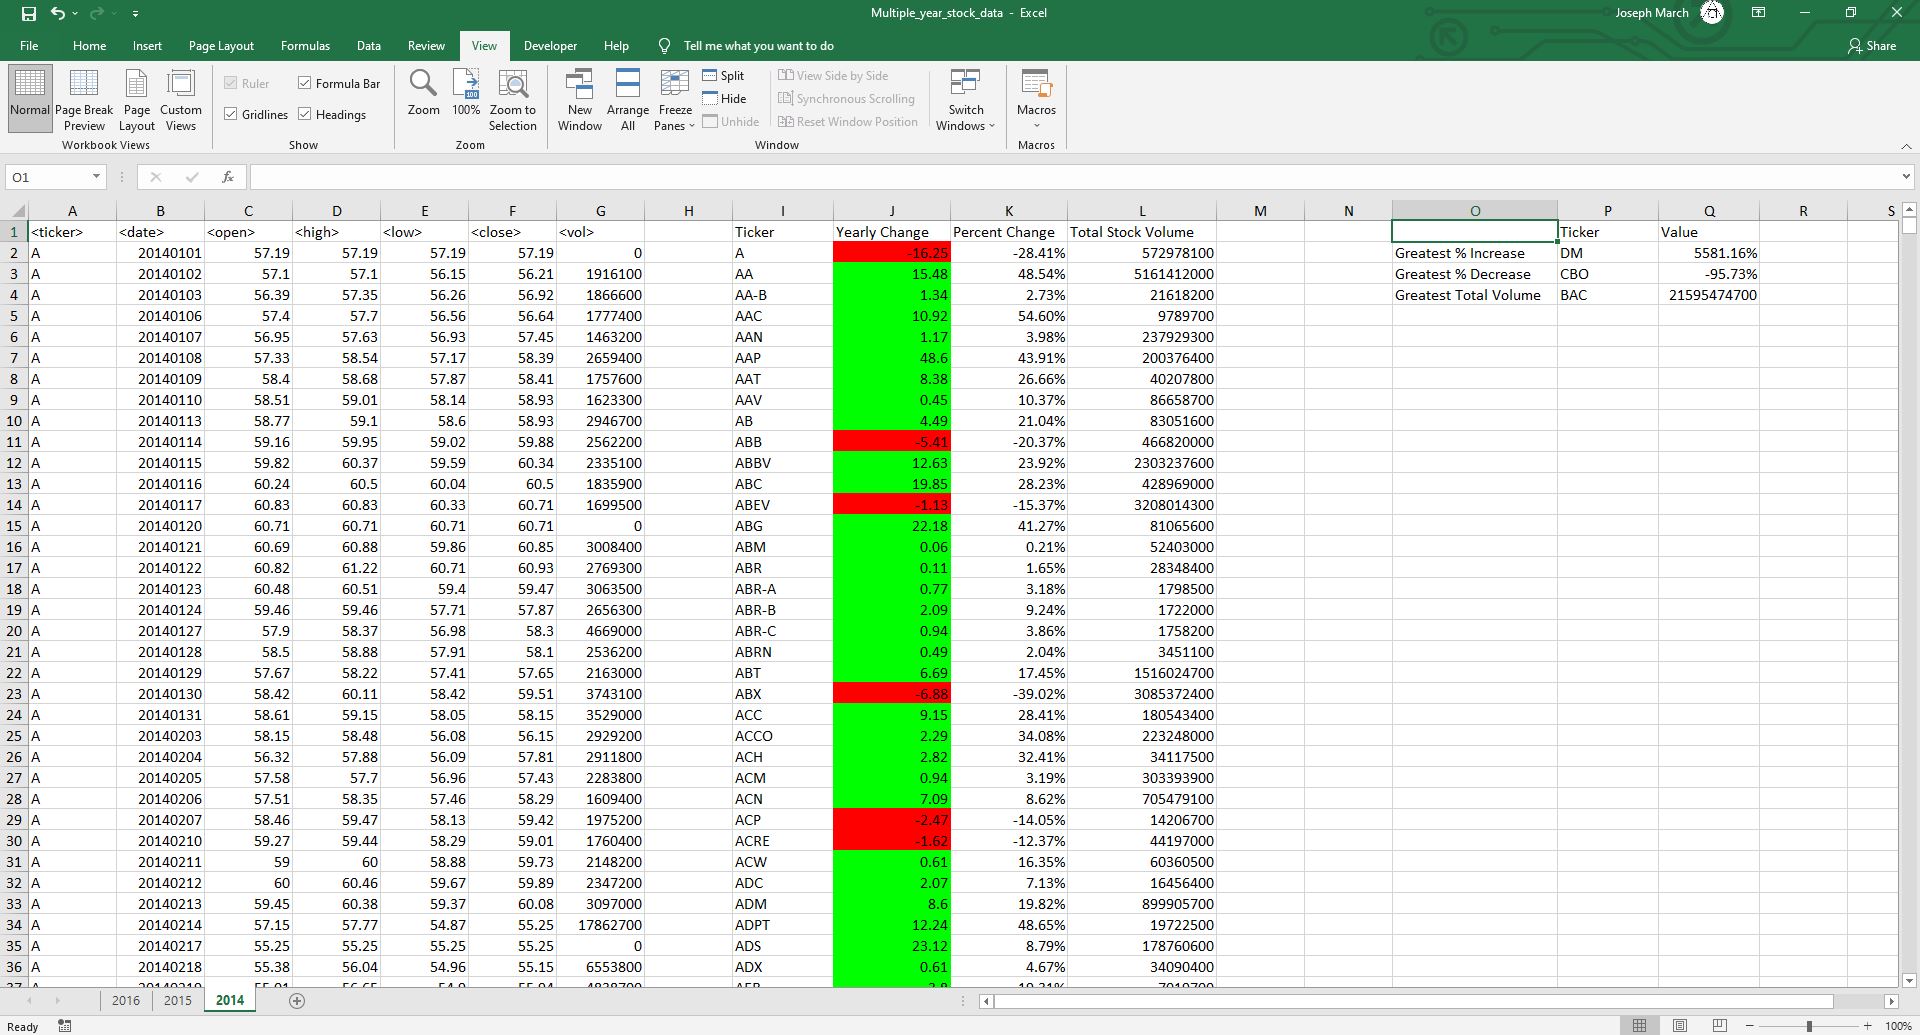 Multiple_year_stock_data - Excel
Joseph March
File Home Insert Page Layout Formulas Data Review View Developer Help Tell me what you want to do Share
Normal Page Break Preview Page Layout Custom Views
Workbook Views
Ruler Formula Bar
Gridlines Headings
Show
Zoom 100% Zoom to Selection
Zoom
New Window Arrange All Freeze Panes
Split
Hide
Unhide
View Side by Side
Synchronous Scrolling
Reset Window Position
Switch Windows
Window
Macros
Macros
O1 fx
A B C D E F G H I J K L M N O P Q R S
1 <ticker> <date> <open> <high> <low> <close> <vol> Ticker Yearly Change Percent Change Total Stock Volume Ticker Value
2 A 20140101 57.19 57.19 57.19 57.19 0 A -16.25 -28.41% 572978100 Greatest % Increase DM 5581.16%
3 A 20140102 57.1 57.1 56.15 56.21 1916100 AA 15.48 48.54% 5161412000 Greatest % Decrease CBO -95.73%
4 A 20140103 56.39 57.35 56.26 56.92 1866600 AA-B 1.34 2.73% 21618200 Greatest Total Volume BAC 21595474700
5 A 20140106 57.4 57.7 56.56 56.64 1777400 AAC 10.92 54.60% 9789700
6 A 20140107 56.95 57.63 56.93 57.45 1463200 AAN 1.17 3.98% 237929300
7 A 20140108 57.33 58.54 57.17 58.39 2659400 AAP 48.6 43.91% 200376400
8 A 20140109 58.4 58.68 57.87 58.41 1757600 AAT 8.38 26.66% 40207800
9 A 20140110 58.51 59.01 58.14 58.93 1623300 AAV 0.45 10.37% 86658700
10 A 20140113 58.77 59.1 58.6 58.93 2946700 AB 4.49 21.04% 83051600
11 A 20140114 59.16 59.95 59.02 59.88 2562200 ABB -5.41 -20.37% 466820000
12 A 20140115 59.82 60.37 59.59 60.34 2335100 ABBV 12.63 23.92% 2303237600
13 A 20140116 60.24 60.5 60.04 60.5 1835900 ABC 19.85 28.23% 428969000
14 A 20140117 60.83 60.83 60.33 60.71 1699500 ABEV -1.13 -15.37% 3208014300
15 A 20140120 60.71 60.71 60.71 60.71 0 ABG 22.18 41.27% 81065600
16 A 20140121 60.69 60.88 59.86 60.85 3008400 ABM 0.06 0.21% 52403000
17 A 20140122 60.82 61.22 60.71 60.93 2769300 ABR 0.11 1.65% 28348400
18 A 20140123 60.48 60.51 59.4 59.47 3063500 ABR-A 0.77 3.18% 1798500
19 A 20140124 59.46 59.46 57.71 57.87 2656300 ABR-B 2.09 9.24% 1722000
20 A 20140127 57.9 58.37 56.98 58.3 4669000 ABR-C 0.94 3.86% 1758200
21 A 20140128 58.5 58.88 57.91 58.1 2536200 ABRN 0.49 2.04% 3451100
22 A 20140129 57.67 58.22 57.41 57.65 2163000 ABT 6.69 17.45% 1516024700
23 A 20140130 58.42 60.11 58.42 59.51 3743100 ABX -6.88 -39.02% 3085372400
24 A 20140131 58.61 59.15 58.05 58.15 3529000 ACC 9.15 28.41% 180543400
25 A 20140203 58.15 58.48 56.08 56.15 2929200 ACCO 2.29 34.08% 223248000
26 A 20140204 56.32 57.88 56.09 57.81 2911800 ACH 2.82 32.41% 34117500
27 A 20140205 57.58 57.7 56.96 57.43 2283800 ACM 0.94 3.19% 303393900
28 A 20140206 57.51 58.35 57.46 58.29 1609400 ACN 7.09 8.62% 705479100
29 A 20140207 58.46 59.47 58.13 59.42 1975200 ACP -2.47 -14.05% 14206700
30 A 20140210 59.27 59.44 58.29 59.01 1760400 ACRE -1.62 -12.37% 44197000
31 A 20140211 59 60 58.88 59.73 2148200 ACW 0.61 16.35% 60360500
32 A 20140212 60 60.46 59.67 59.89 2347200 ADC 2.07 7.13% 16456400
33 A 20140213 59.45 60.38 59.37 60.08 3097000 ADM 8.6 19.82% 899905700
34 A 20140214 57.15 57.77 54.87 55.25 17862700 ADPT 12.24 48.65% 19722500
35 A 20140217 55.25 55.25 55.25 55.25 0 ADS 23.12 8.79% 178760600
36 A 20140218 55.38 56.04 54.96 55.15 6553800 ADX 0.61 4.67% 34090400
2016 2015 2014
Ready 100%